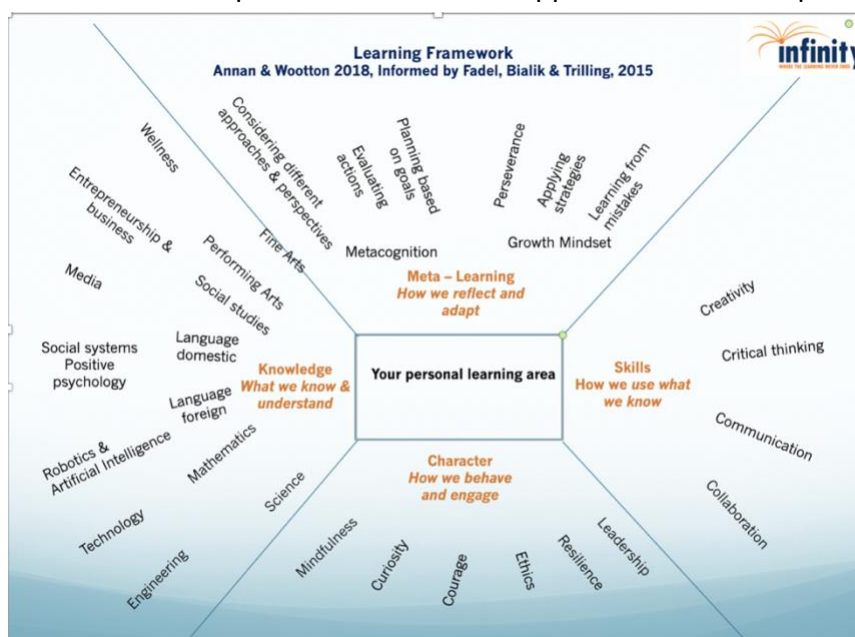 Learning Framework
Annan & Wootton 2018, Informed by Fadel, Bialik & Trilling, 2015
infinity
WHERE THE LEARNING NEVER ENDS
Considering different
approaches & perspectives
Evaluating
actions
Planning based
on goals
Perseverance
Applying
strategies
Learning from
mistakes
Metacognition
Growth Mindset
Meta – Learning
How we reflect and
adapt
Wellness
Entrepreneurship &
business
Media
Social systems
Positive
psychology
Robotics &
Artificial Intelligence
Technology
Engineering
Fine Arts
Performing Arts
Social studies
Language
domestic
Language
foreign
Mathematics
Science
Knowledge
What we know &
understand
Your personal learning area
Skills
How we use what
we know
Creativity
Critical thinking
Communication
Collaboration
Character
How we behave
and engage
Mindfulness
Curiosity
Courage
Ethics
Resilience
Leadership